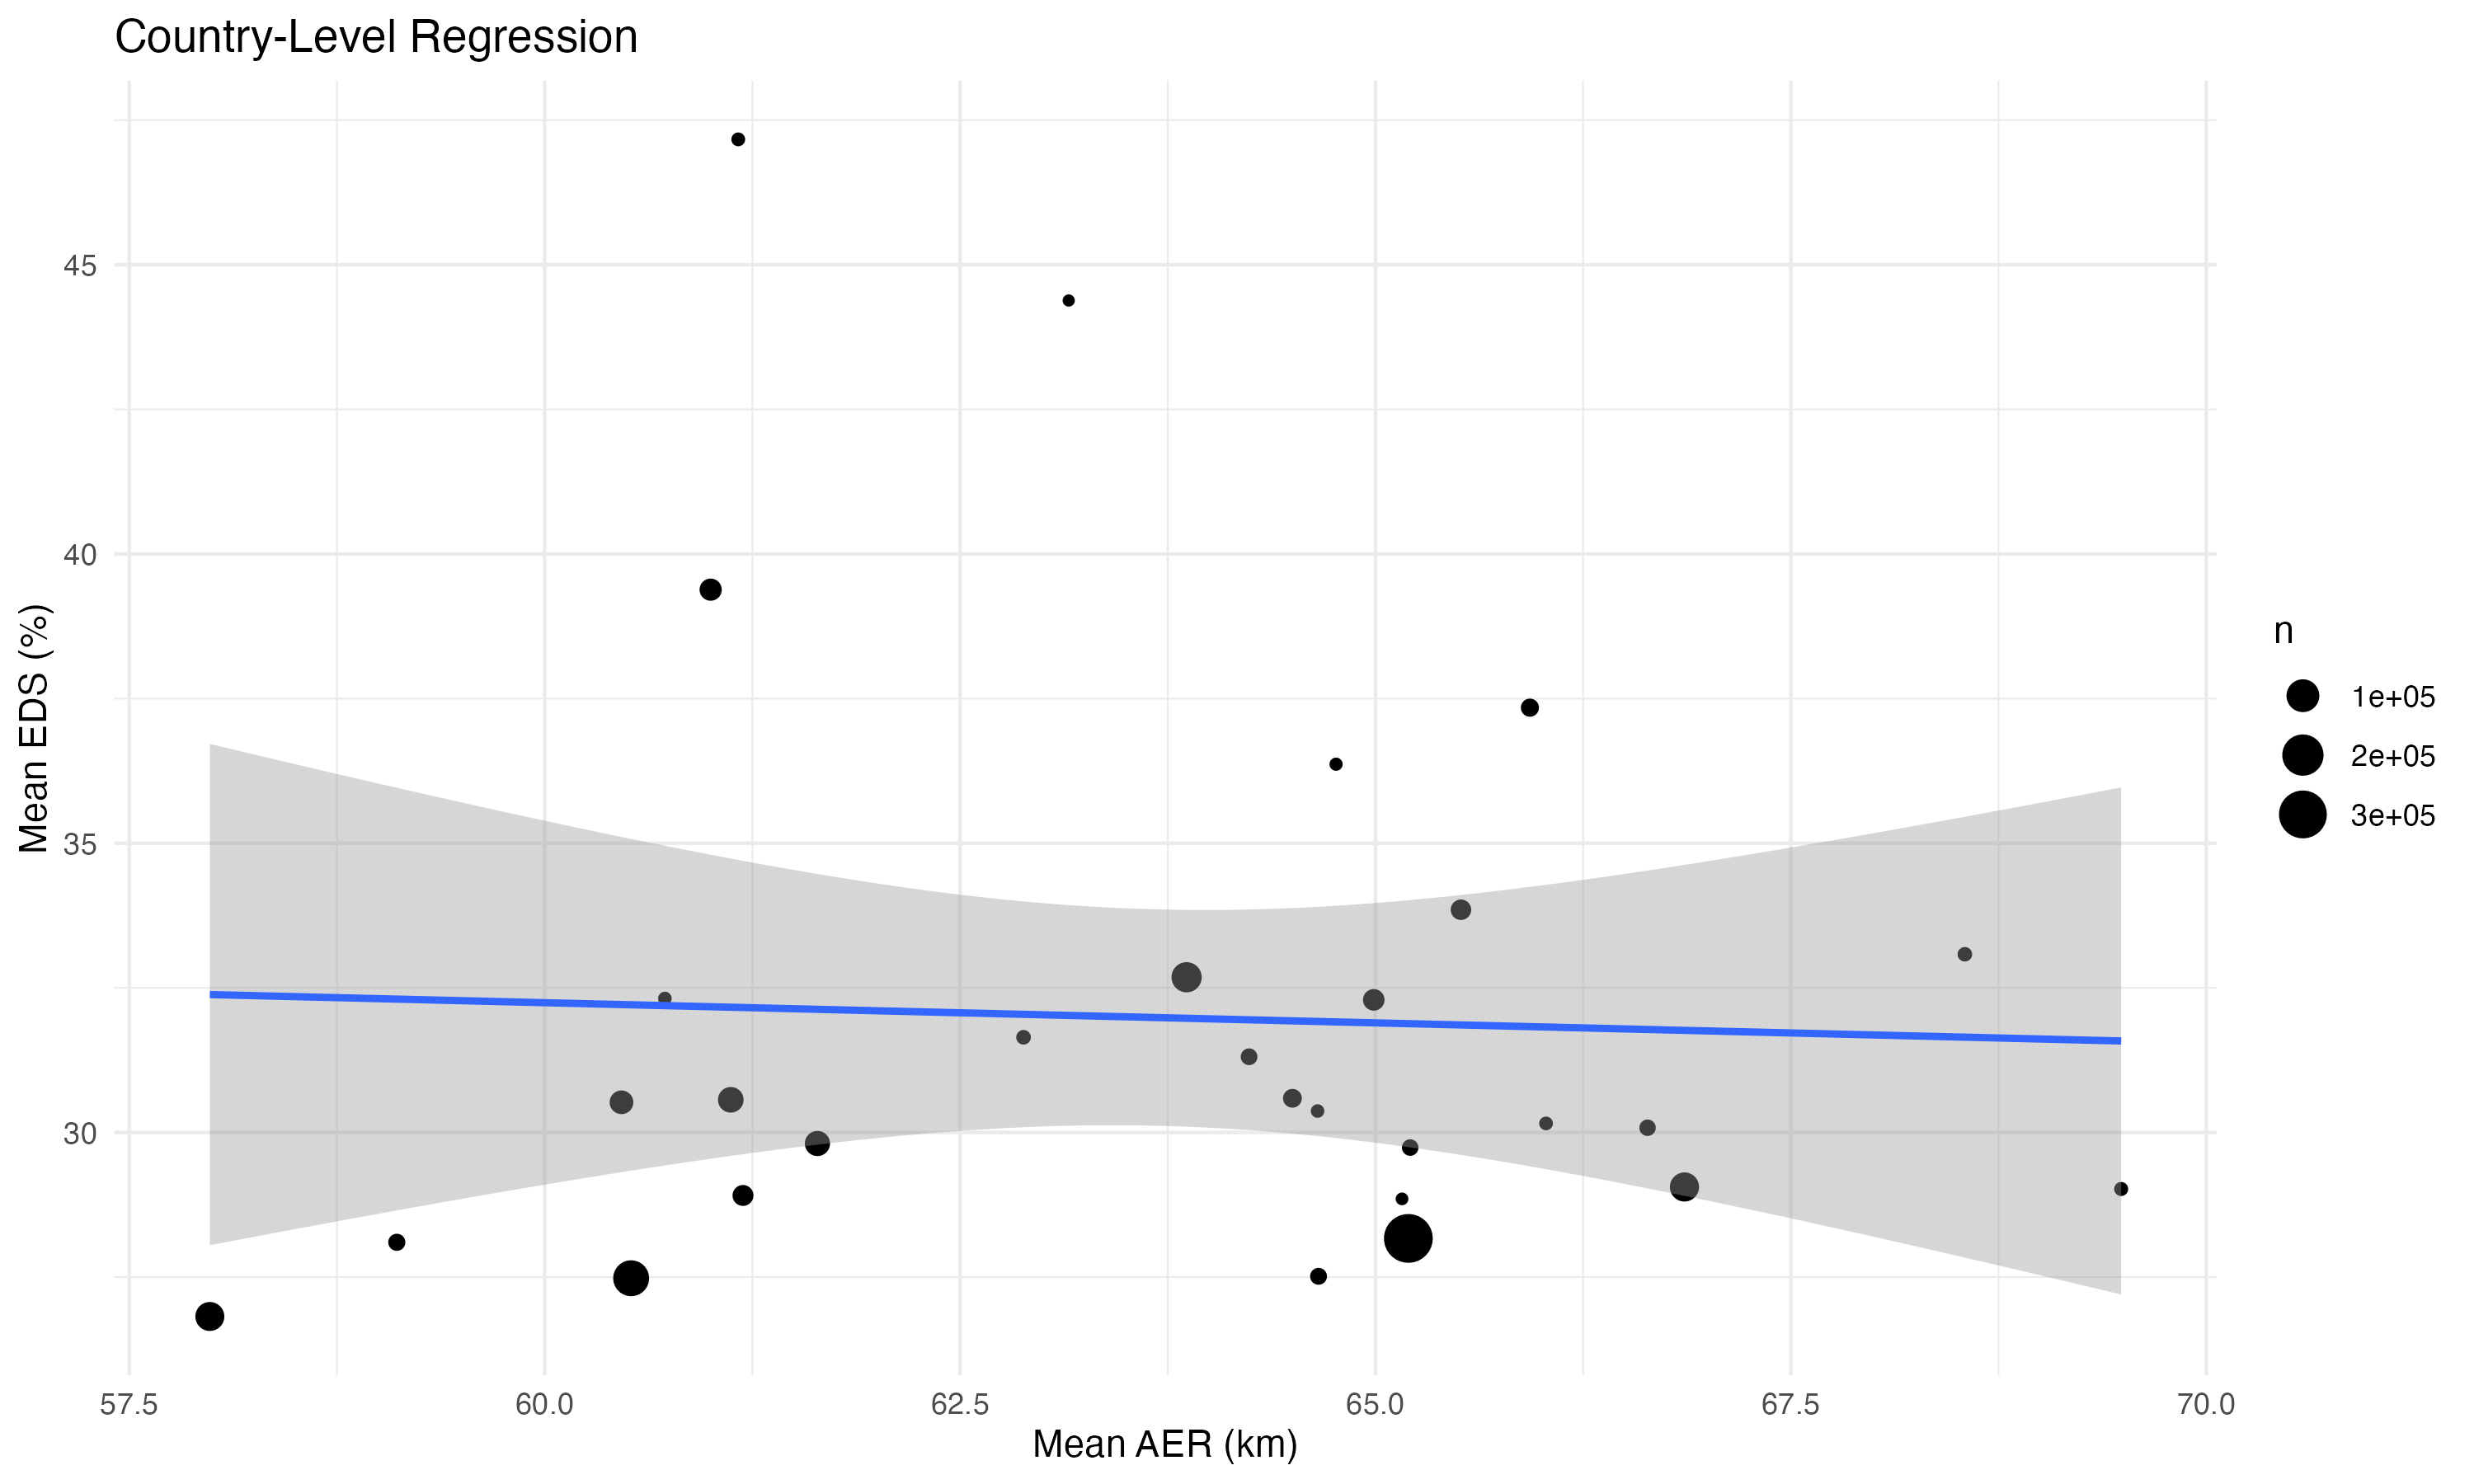 Country-Level Regression
Mean EDS (%)
45
40
35
30
57.5 60.0 62.5 65.0 67.5 70.0
Mean AER (km)
n
1e+05
2e+05
3e+05